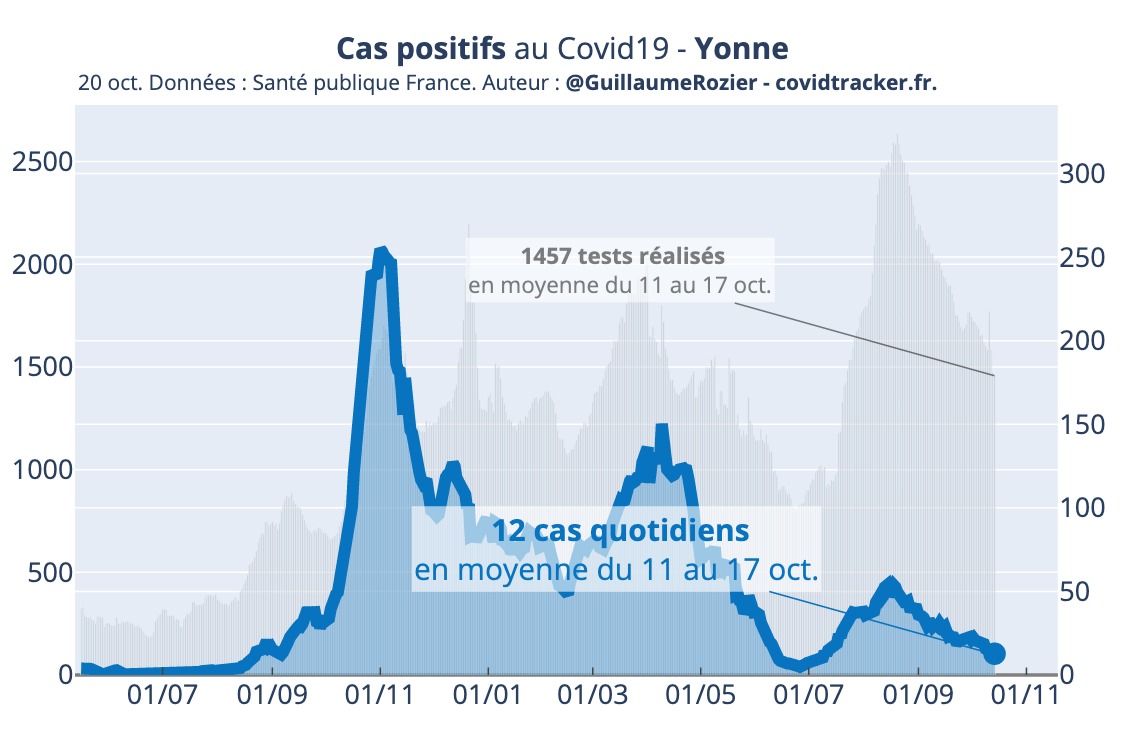 Cas positifs au Covid19 - Yonne
20 oct. Données : Santé publique France. Auteur : @GuillaumeRozier - covidtracker.fr.
2500
2000
1500
1000
500
0
300
250
200
150
100
50
0
1457 tests réalisés
en moyenne du 11 au 17 oct.
12 cas quotidiens
en moyenne du 11 au 17 oct.
01/07 01/09 01/11 01/01 01/03 01/05 01/07 01/09 01/11